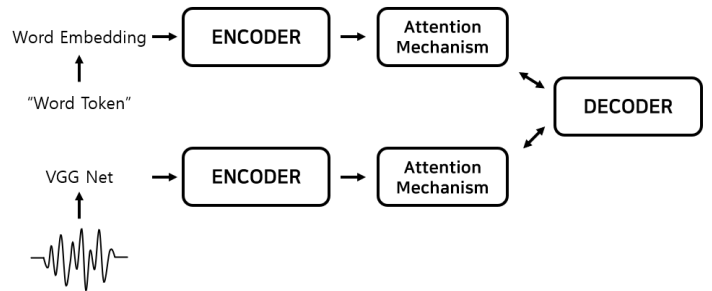 Word Embedding
ENCODER
Attention
Mechanism
“Word Token”
DECODER
VGG Net
ENCODER
Attention
Mechanism